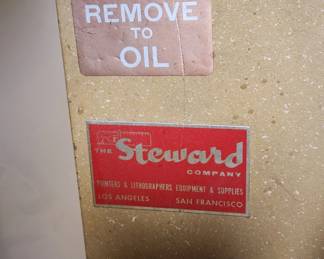 REMOVE
TO
OIL
THE Steward
COMPANY
PRINTERS & LITHOGRAPHERS EQUIPMENT & SUPPLIES
LOS ANGELES SAN FRANCISCO